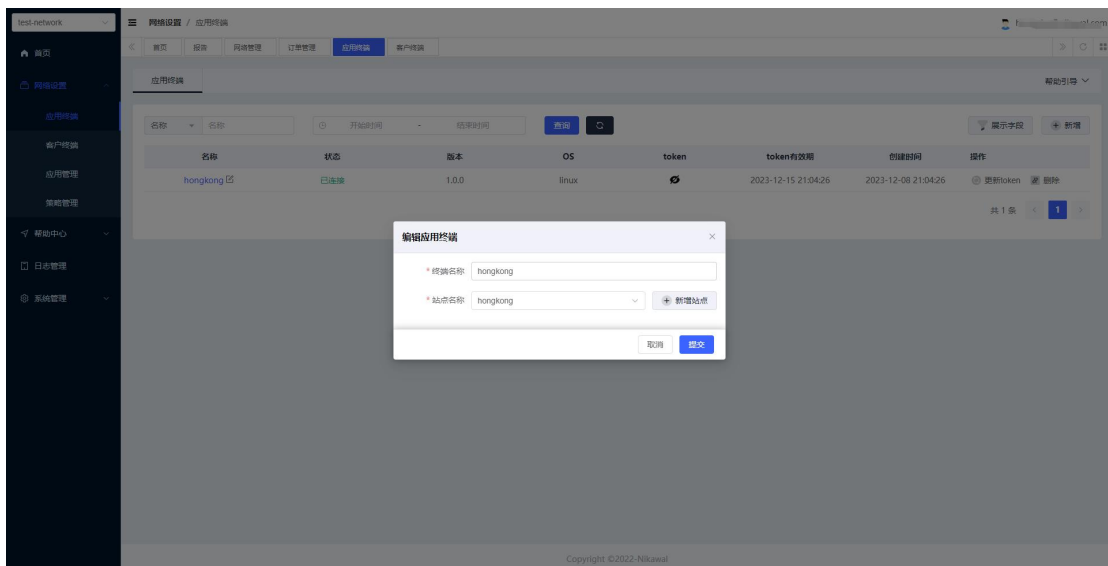 test-network
网络设置 / 应用终端
首页
首页 报告 网络管理 订单管理 应用终端 客户终端
网络设置
应用终端
帮助引导
应用终端
名称 名称 开始时间 - 结束时间 查询
展示字段 新增
客户终端
名称 状态 版本 OS token token有效期 创建时间 操作
应用管理
hongkong 已连接 1.0.0 linux 2023-12-15 21:04:26 2023-12-08 21:04:26 更新token 删除
策略管理
共 1 条 1
帮助中心
日志管理
系统管理
编辑应用终端
* 终端名称 hongkong
* 站点名称 hongkong 新增站点
取消 提交
Copyright ©2022-Nikawal